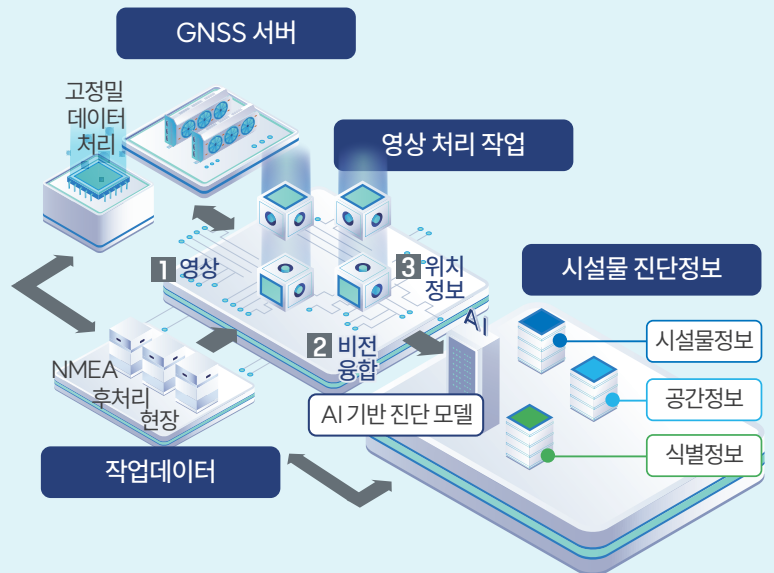 GNSS 서버
고정밀
데이터
처리
영상 처리 작업
1 영상
3 위치
정보
2 비전
융합
시설물 진단정보
AI
시설물정보
공간정보
식별정보
AI 기반 진단 모델
NMEA
후처리
현장
작업데이터